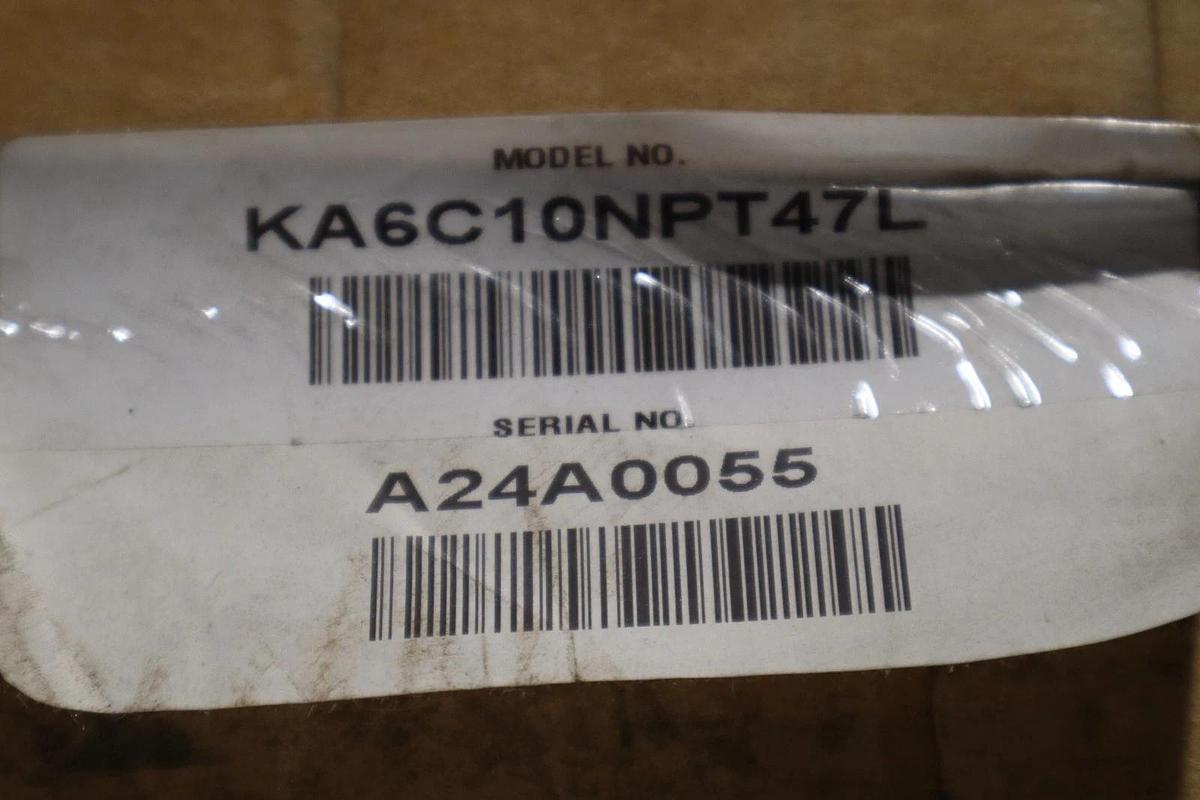 MODEL NO.
KA6C10NPT47L
SERIAL NO.
A24A0055